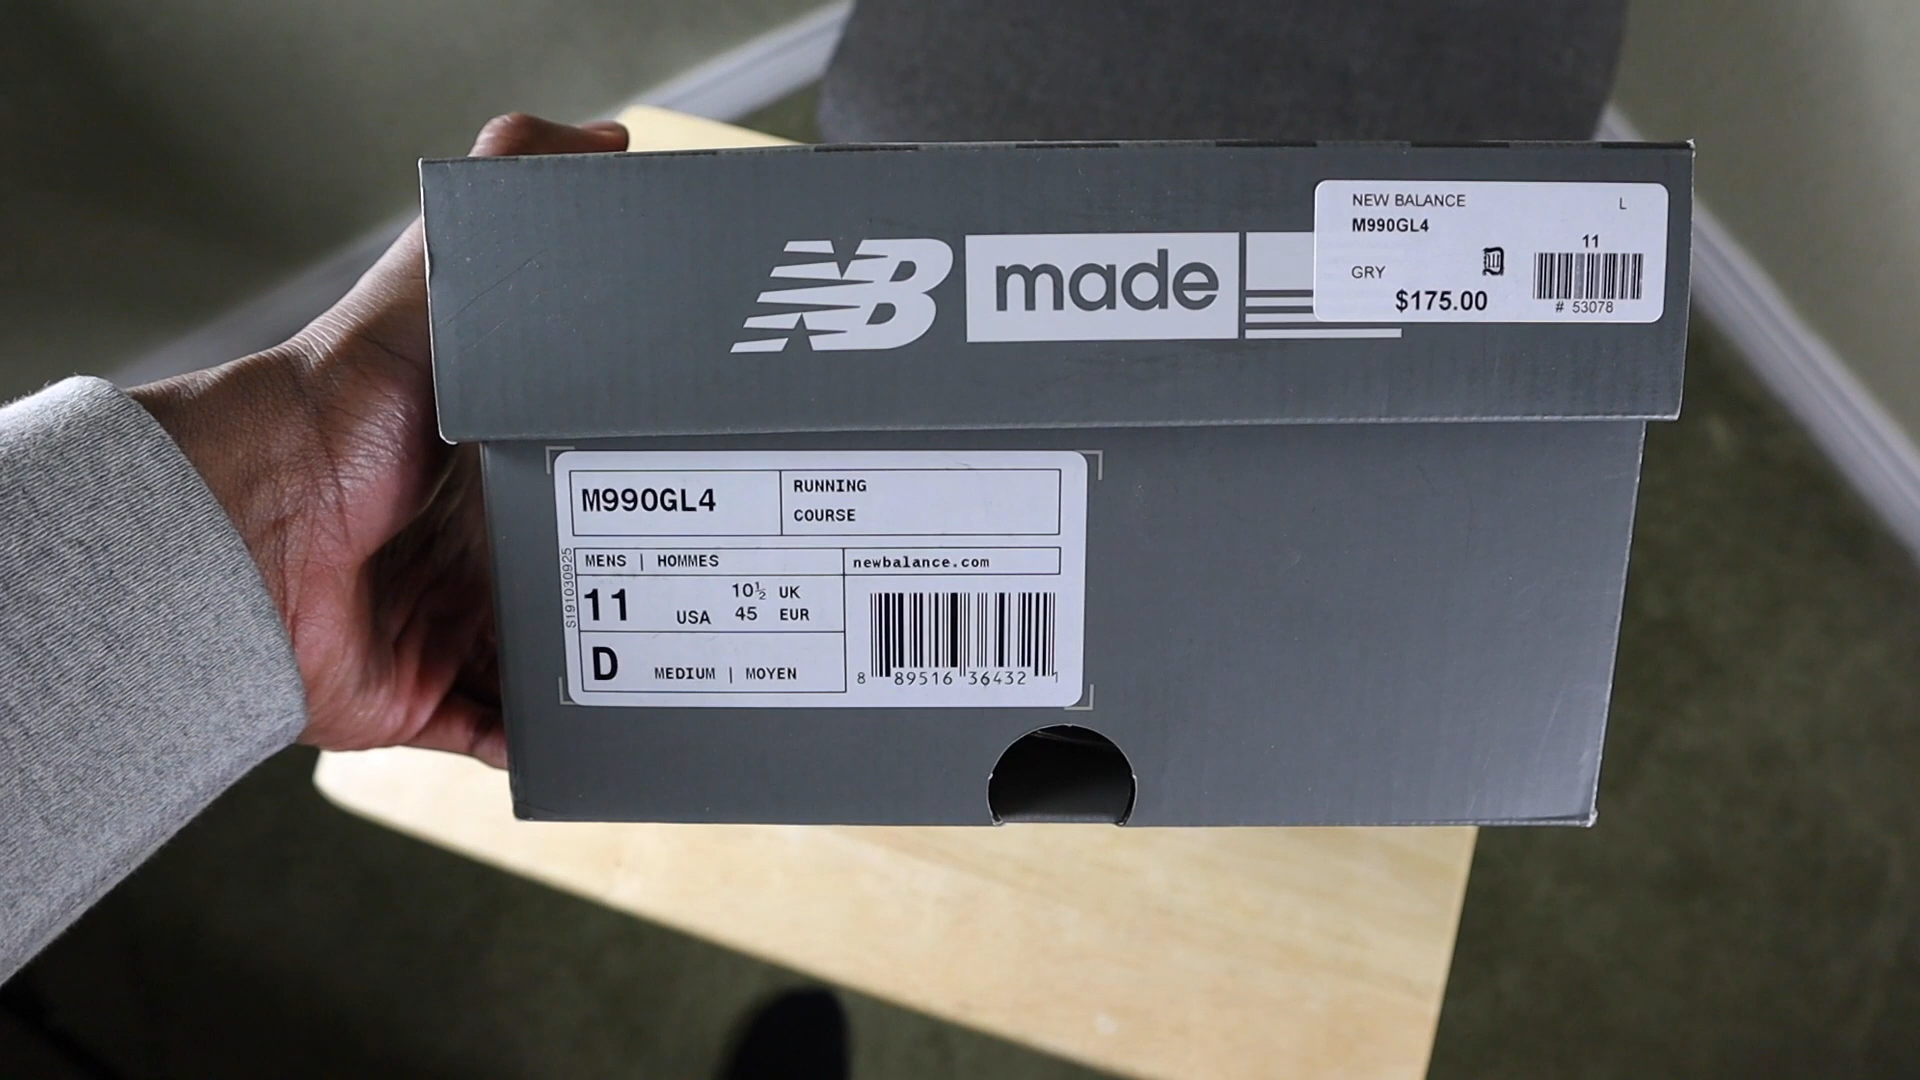 NB made
NEW BALANCE L
M990GL4
11
GRY
$175.00
# 53078
M990GL4
RUNNING
COURSE
MENS | HOMMES
newbalance.com
S191030925
11 USA
10½ UK
45 EUR
D MEDIUM | MOYEN
8 89516 36432 1